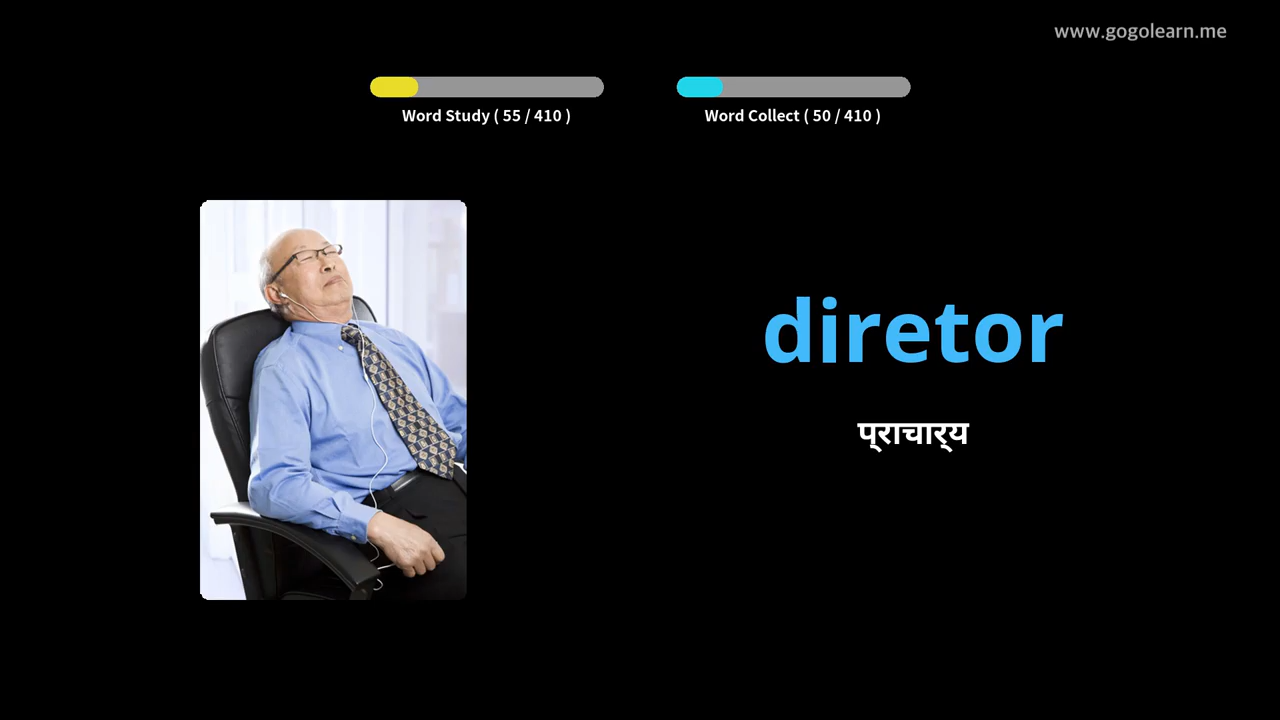 www.gogolearn.me
Word Study ( 55 / 410 )
Word Collect ( 50 / 410 )
diretor
प्राचार्य